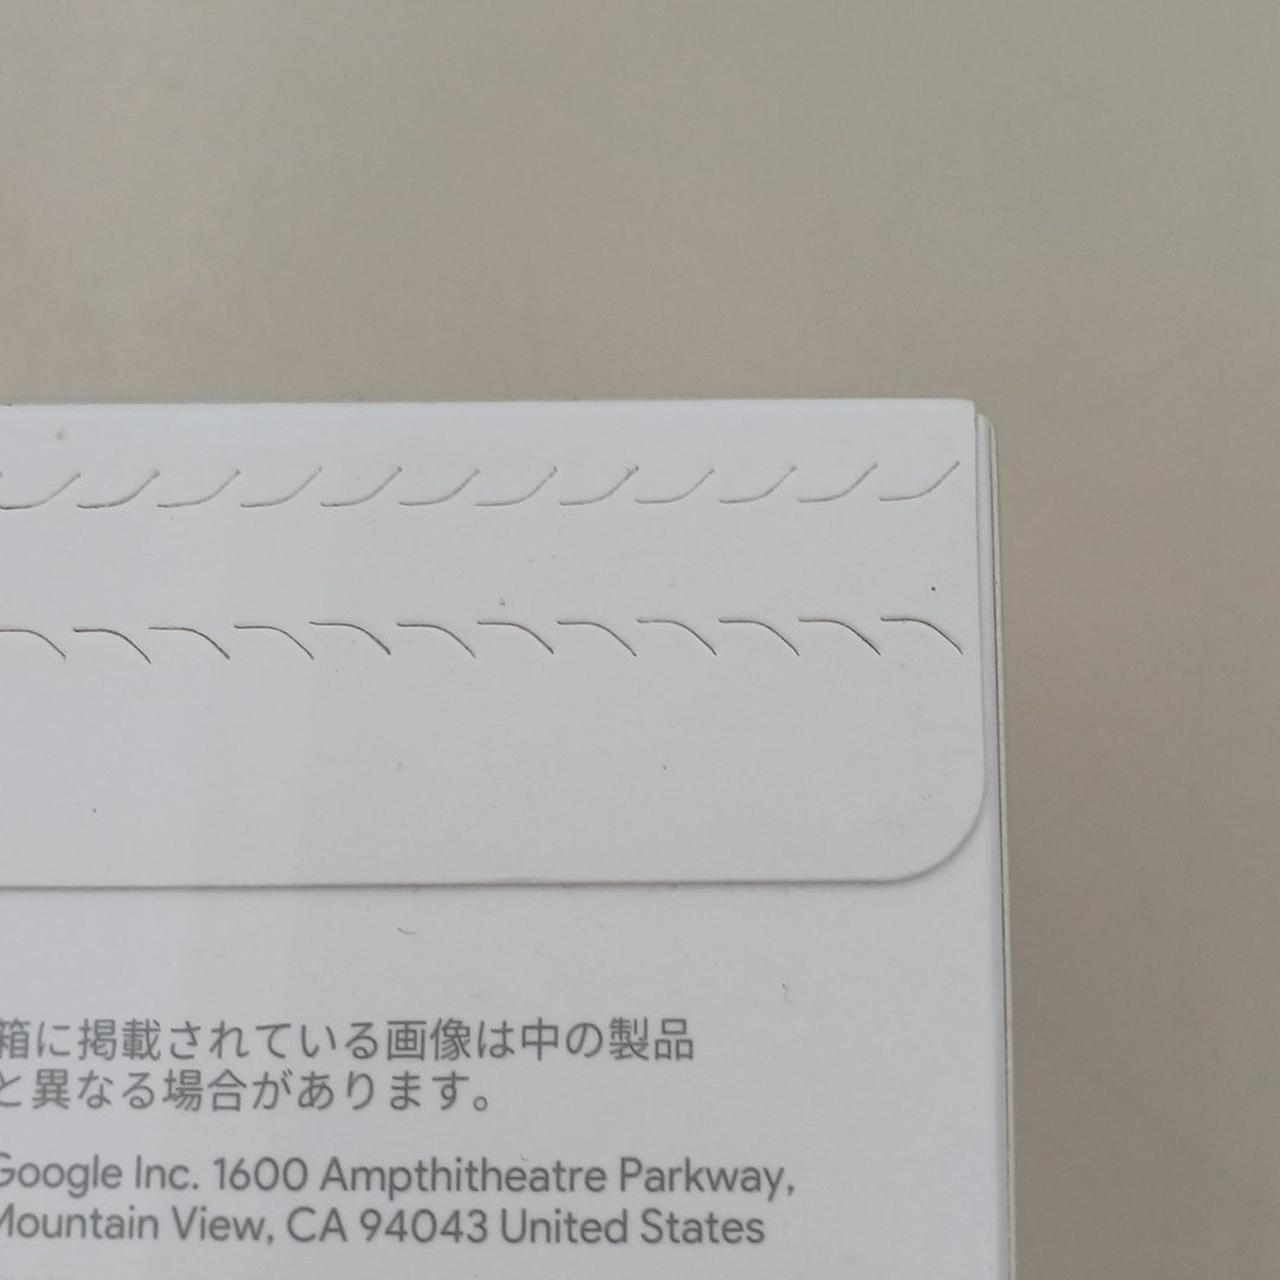 箱に掲載されている画像は中の製品
と異なる場合があります。
Google Inc. 1600 Ampthitheatre Parkway,
Mountain View, CA 94043 United States